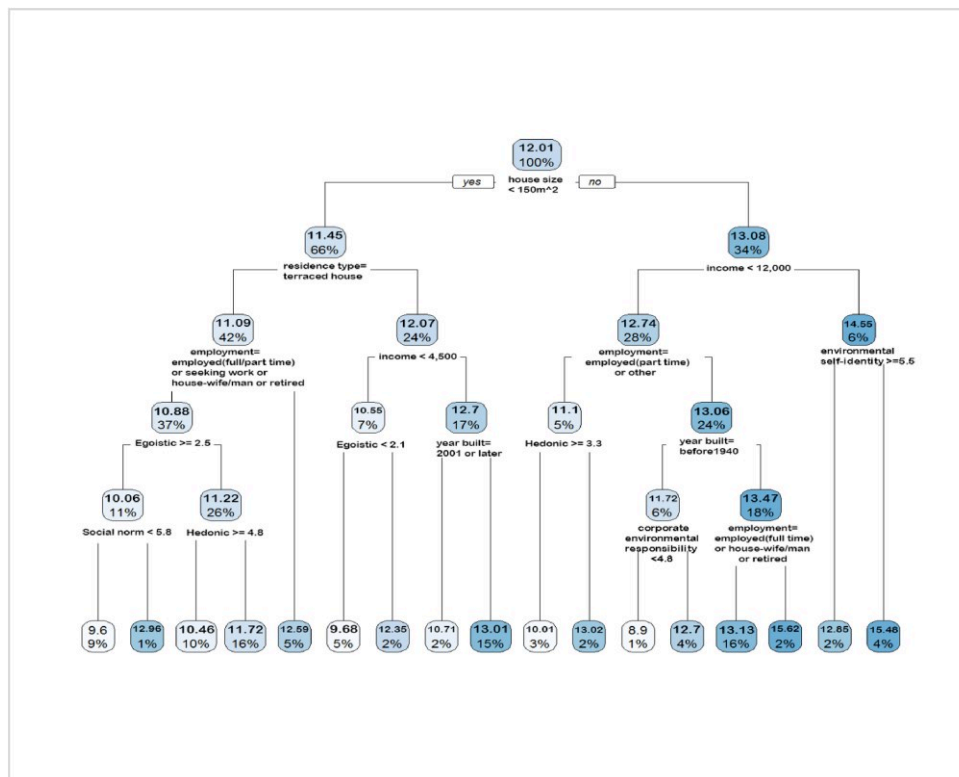 12.01
100%
yes
house size
< 150m^2
no
11.45
66%
residence type=
terraced house
13.08
34%
income < 12,000
11.09
42%
employment=
employed(full/part time)
or seeking work or
house-wife/man or retired
12.07
24%
income < 4,500
12.74
28%
employment=
employed(part time)
or other
14.55
6%
environmental
self-identity >=5.5
10.88
37%
Egoistic >= 2.5
10.55
7%
Egoistic < 2.1
12.7
17%
year built=
2001 or later
11.1
5%
Hedonic >= 3.3
13.06
24%
year built=
before1940
10.06
11%
Social norm < 5.8
11.22
26%
Hedonic >= 4.8
11.72
6%
corporate
environmental
responsibility
<4.8
13.47
18%
employment=
employed(full time)
or house-wife/man
or retired
9.6
9%
12.96
1%
10.46
10%
11.72
16%
12.59
5%
9.68
5%
12.35
2%
10.71
2%
13.01
15%
10.01
3%
13.02
2%
8.9
1%
12.7
4%
13.13
16%
15.62
2%
12.85
2%
15.46
4%